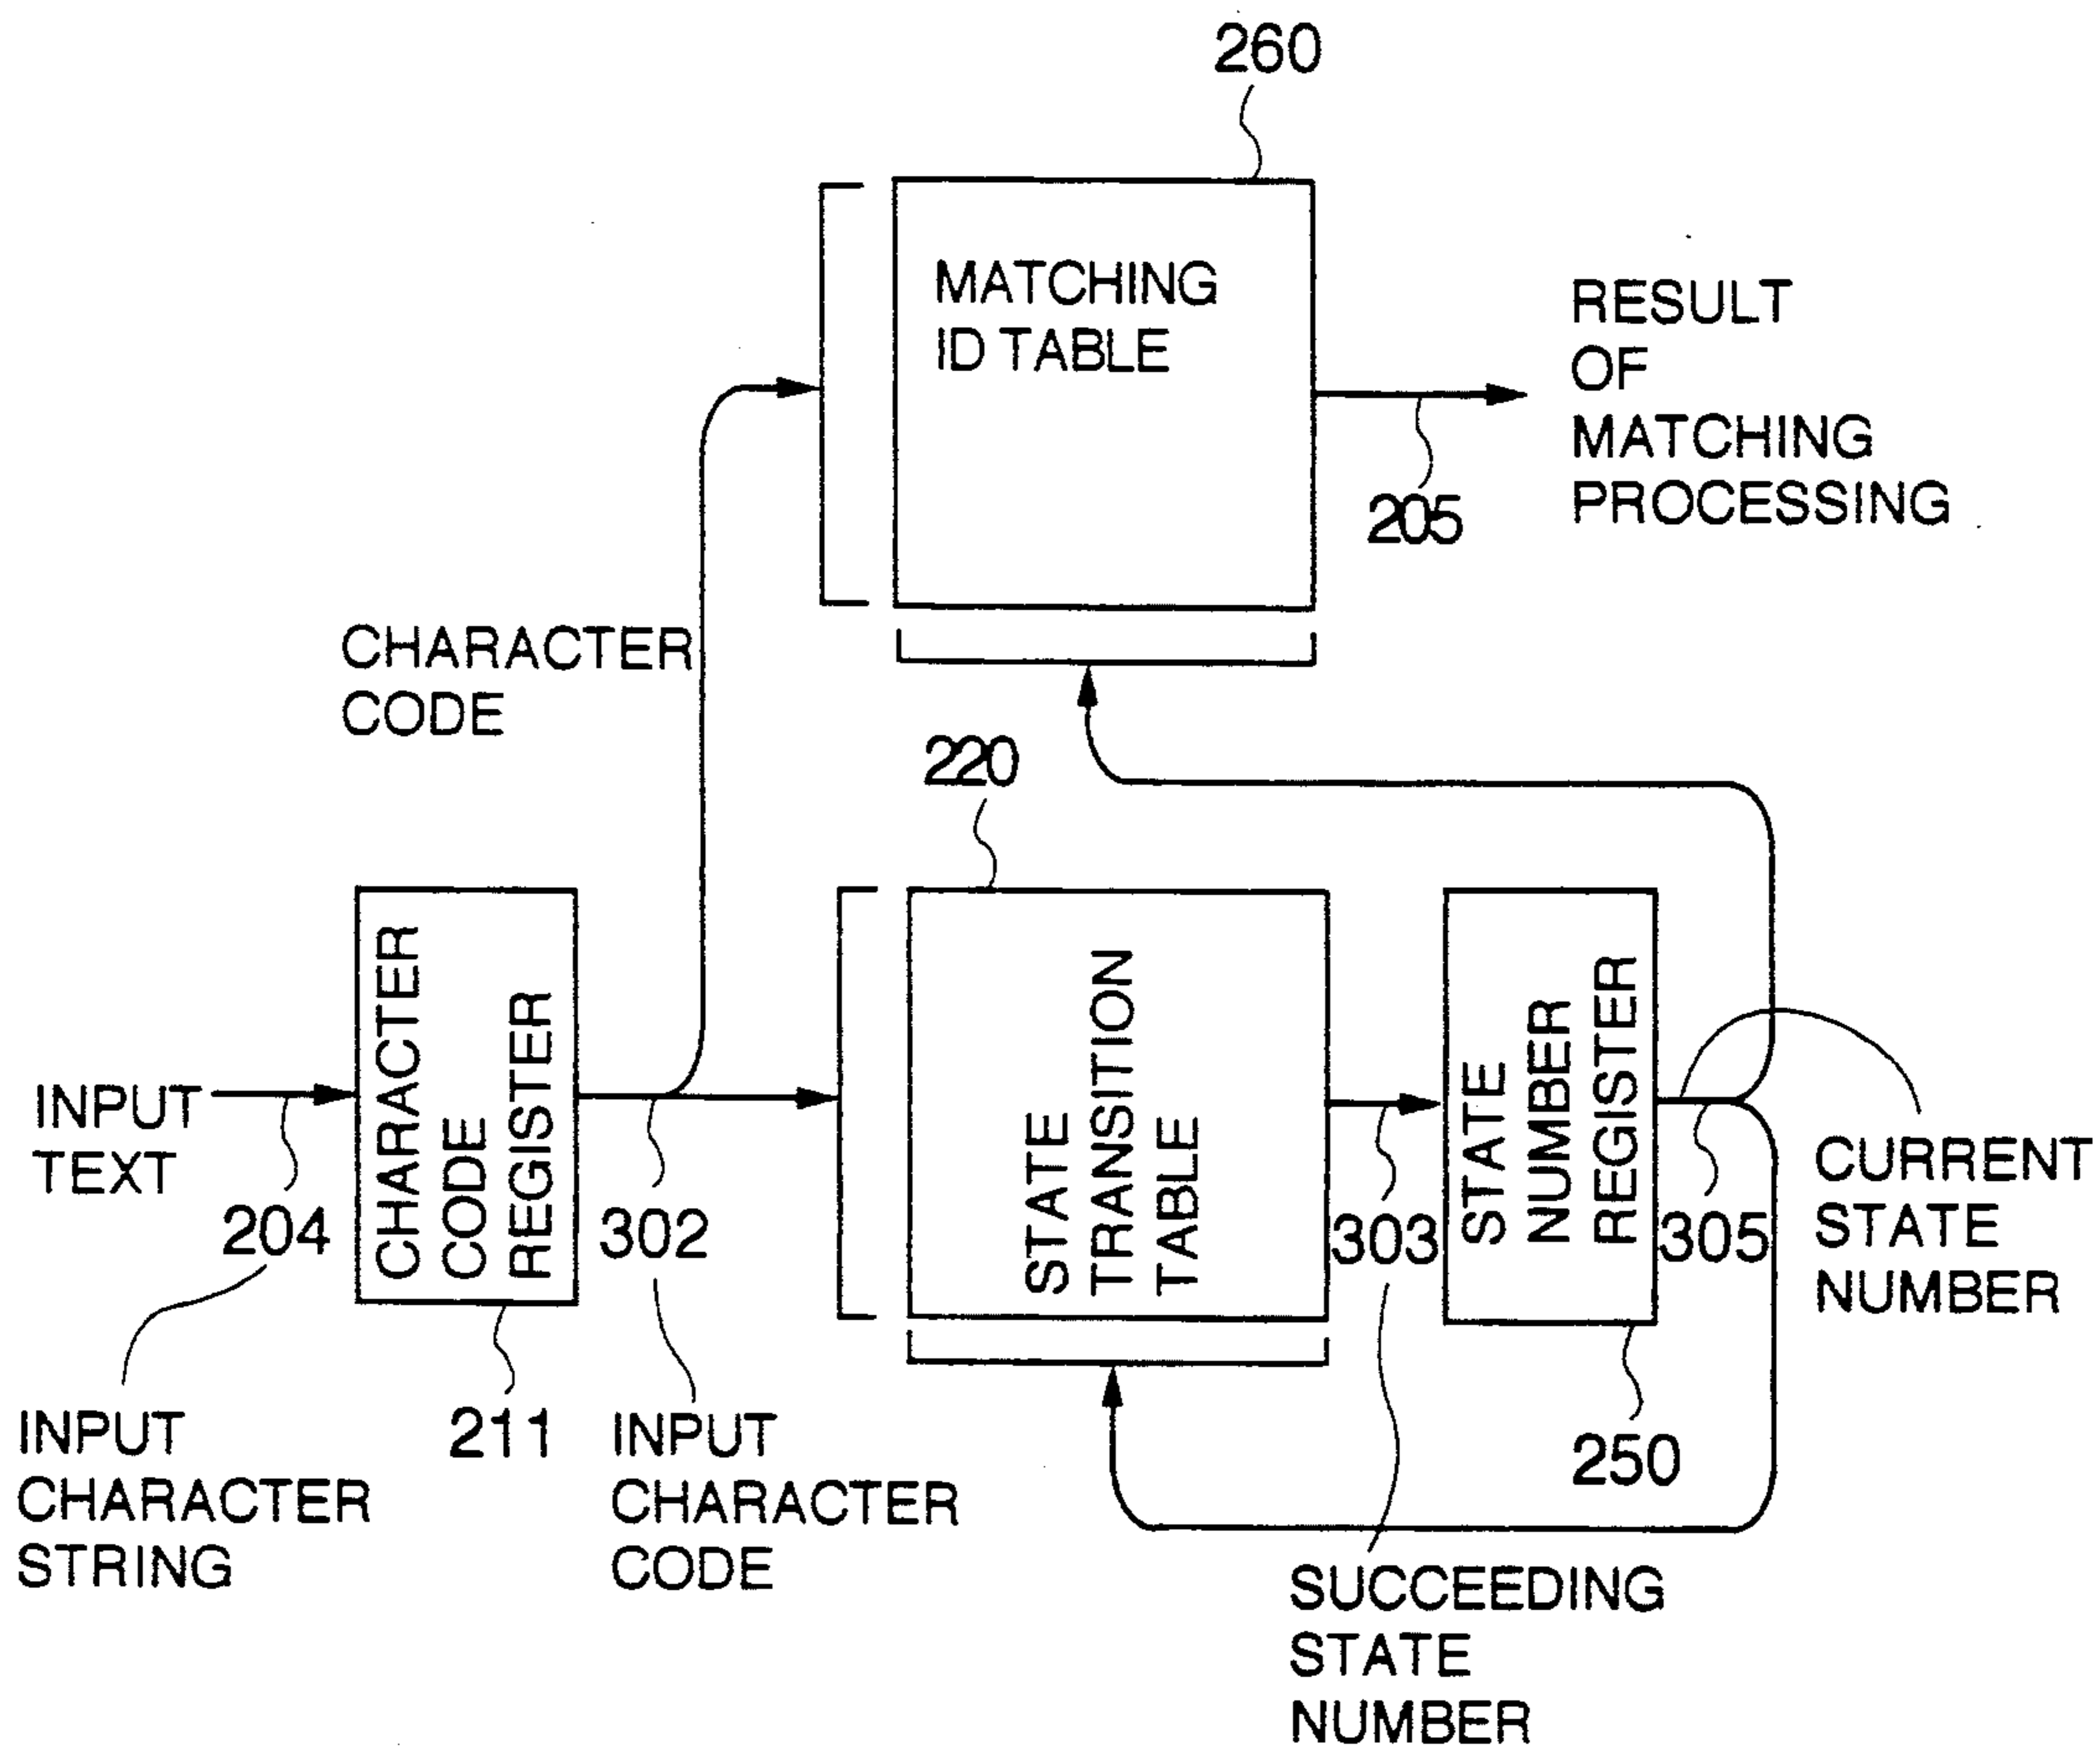 260
MATCHING
ID TABLE
RESULT
OF
MATCHING
PROCESSING
205
CHARACTER
CODE
220
CHARACTER
CODE
REGISTER
STATE
TRANSITION
TABLE
STATE
NUMBER
REGISTER
INPUT
TEXT
204
302
303
305
CURRENT
STATE
NUMBER
INPUT
CHARACTER
STRING
211
INPUT
CHARACTER
CODE
250
SUCCEEDING
STATE
NUMBER